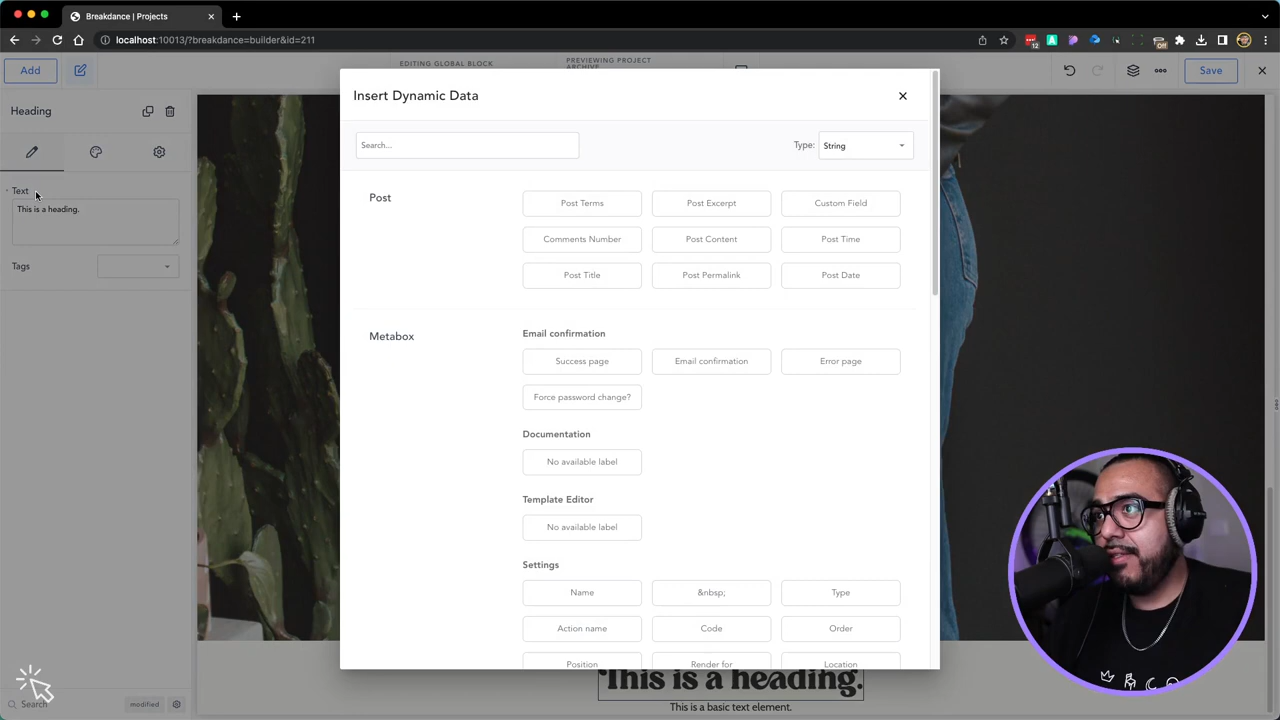 Breakdance | Projects
localhost:10013/?breakdance=builder&id=211
12
Off
Add
EDITING GLOBAL BLOCK
PREVIEWING PROJECT
ARCHIVE
Save
Heading
Text
This is a heading.
Tags
Search
modified
Insert Dynamic Data
Search...
Type: String
Post
Post Terms
Post Excerpt
Custom Field
Comments Number
Post Content
Post Time
Post Title
Post Permalink
Post Date
Metabox
Email confirmation
Success page
Email confirmation
Error page
Force password change?
Documentation
No available label
Template Editor
No available label
Settings
Name
&nbsp;
Type
Action name
Code
Order
Position
Render for
Location
This is a heading.
This is a basic text element.